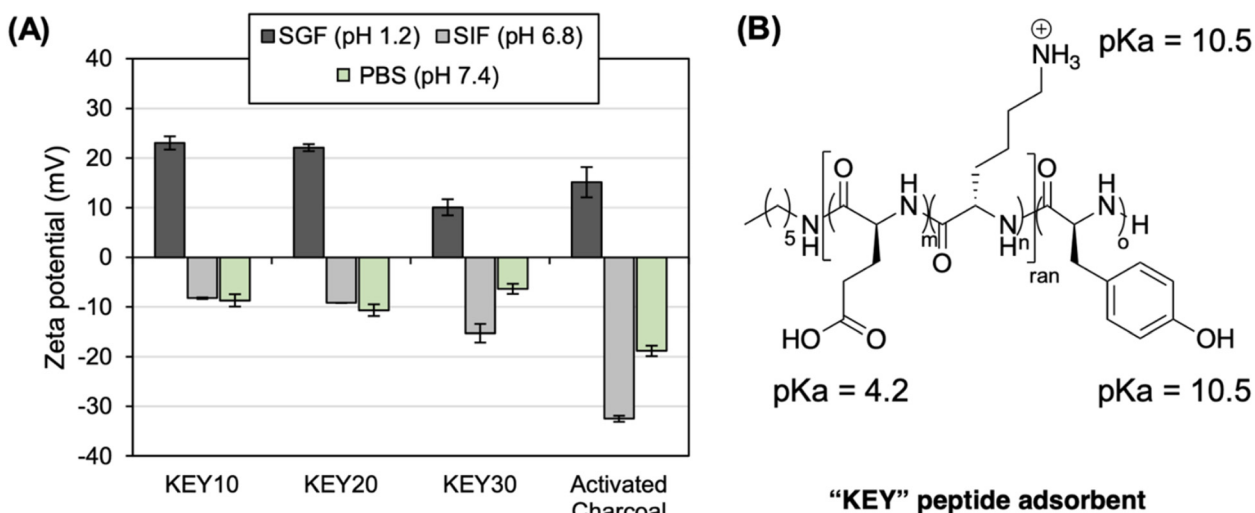 (A)
SGF (pH 1.2) SIF (pH 6.8)
PBS (pH 7.4)
Zeta potential (mV)
40
30
20
10
0
-10
-20
-30
-40
KEY10 KEY20 KEY30 Activated
Charcoal
(B)
NH3 + pKa = 10.5
O H N O H N H
5 N H m O N H n o
ran
HO O OH
pKa = 4.2 pKa = 10.5
“KEY” peptide adsorbent